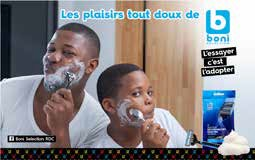 Les plaisirs tout doux de
b
boni
L'essayer
c'est
l'adopter
f Boni Selection RDC